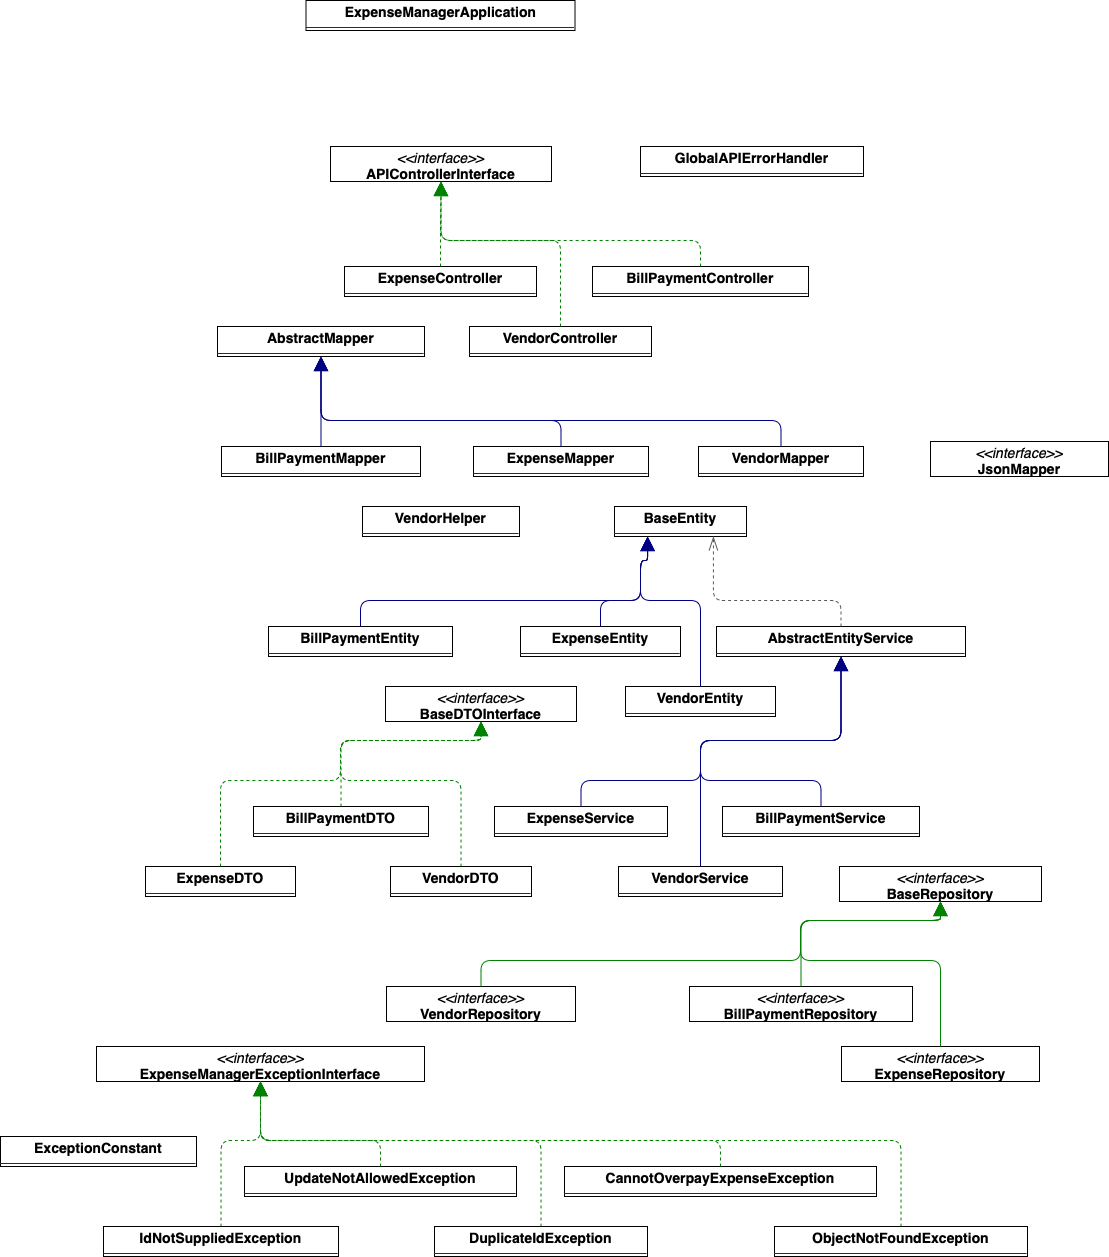 ExpenseManagerApplication
<<interface>>
APIControllerInterface
GlobalAPIErrorHandler
ExpenseController
BillPaymentController
AbstractMapper
VendorController
BillPaymentMapper
ExpenseMapper
VendorMapper
<<interface>>
JsonMapper
VendorHelper
BaseEntity
BillPaymentEntity
ExpenseEntity
AbstractEntityService
<<interface>>
BaseDTOInterface
VendorEntity
BillPaymentDTO
ExpenseService
BillPaymentService
ExpenseDTO
VendorDTO
VendorService
<<interface>>
BaseRepository
<<interface>>
VendorRepository
<<interface>>
BillPaymentRepository
<<interface>>
ExpenseManagerExceptionInterface
<<interface>>
ExpenseRepository
ExceptionConstant
UpdateNotAllowedException
CannotOverpayExpenseException
IdNotSuppliedException
DuplicateIdException
ObjectNotFoundException